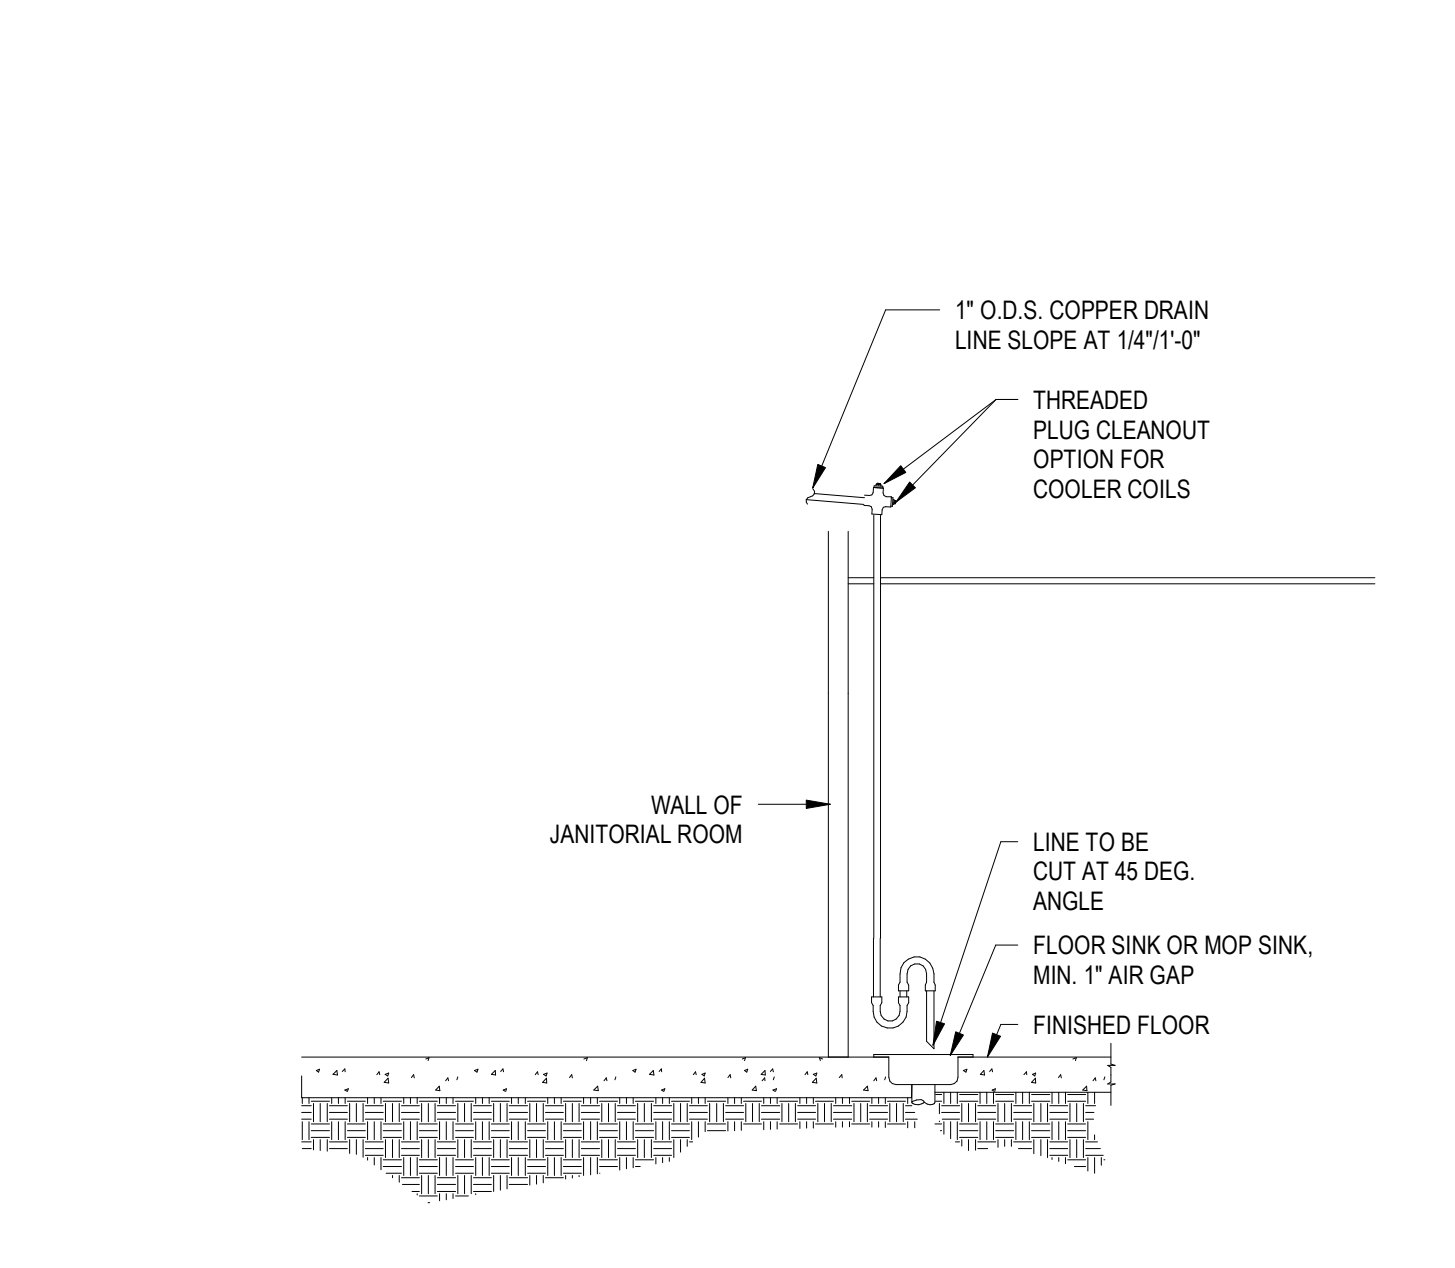 1" O.D.S. COPPER DRAIN
LINE SLOPE AT 1/4"/1'-0"
THREADED
PLUG CLEANOUT
OPTION FOR
COOLER COILS
WALL OF
JANITORIAL ROOM
LINE TO BE
CUT AT 45 DEG.
ANGLE
FLOOR SINK OR MOP SINK,
MIN. 1" AIR GAP
FINISHED FLOOR